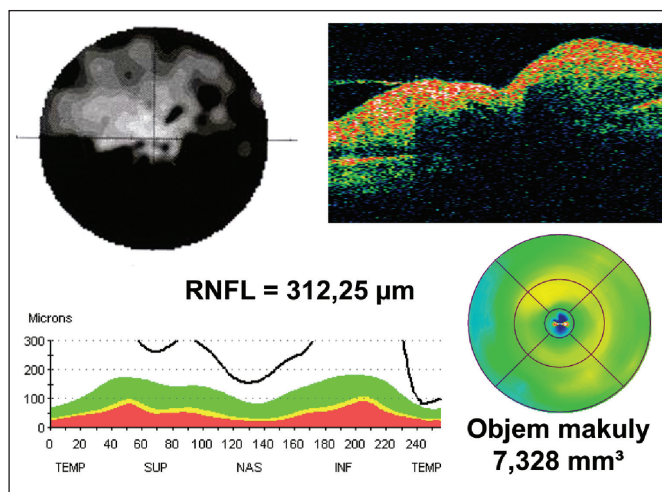 RNFL = 312,25 µm
Microns
300
200
100
0
0 20 40 60 80 100 120 140 160 180 200 220 240
TEMP SUP NAS INF TEMP
Objem makuly
7,328 mm³